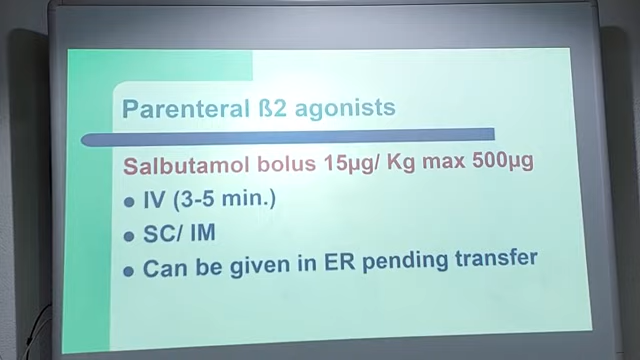 Parenteral ß2 agonists
Salbutamol bolus 15µg/ Kg max 500µg
• IV (3-5 min.)
• SC/ IM
• Can be given in ER pending transfer